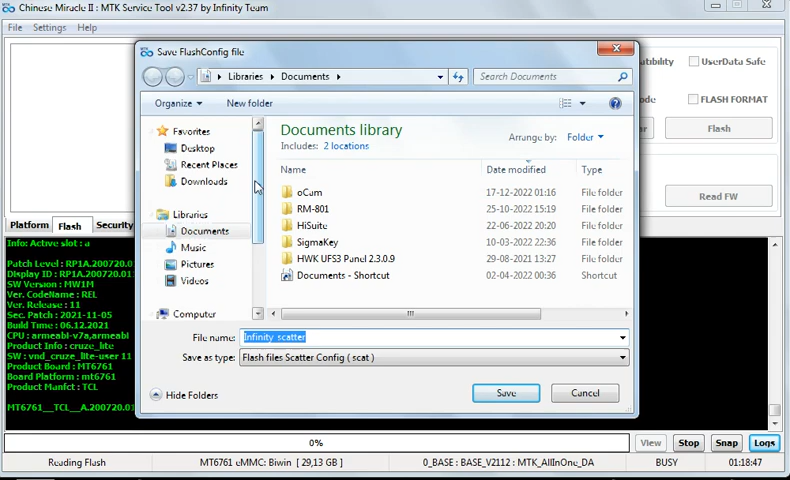 Chinese Miracle II : MTK Service Tool v2.37 by Infinity Team
File Settings Help
Save FlashConfig file
Libraries Documents
Search Documents
Organize New folder
Favorites
Desktop
Recent Places
Downloads
Libraries
Documents
Music
Pictures
Videos
Computer
Documents library
Includes: 2 locations
Arrange by: Folder
Name Date modified Type
oCam 17-12-2022 01:16 File folder
RM-801 25-10-2022 15:19 File folder
HiSuite 22-06-2022 20:20 File folder
SigmaKey 10-03-2022 22:36 File folder
HWK UFS3 Panel 2.3.0.9 29-08-2021 13:27 File folder
Documents - Shortcut 02-04-2022 00:36 Shortcut
File name: Infinity_scatter
Save as type: Flash files Scatter Config ( scat )
Hide Folders Save Cancel
UserData Safe
FLASH FORMAT
Flash
Read FW
Platform Flash Security
Info: Active slot : a
Patch Level : RP1A.200720.01
Display ID : RP1A.200720.01
SW Version : MW1M
Ver. CodeName : REL
Ver. Release : 11
Sec. Patch : 2021-11-05
Build Time : 06.12.2021
CPU : armeabi-v7a,armeabi
Product Info : cruze_lite
SW : vnd_cruze_lite-user 11
Product Board : MT6761
Board Platform : mt6761
Product Manfct : TCL
MT6761__TCL__A.200720.01
0% View Stop Snap Logs
Reading Flash MT6761 eMMC: Biwin [ 29,13 GB ] 0_BASE : BASE_V2112 : MTK_AllInOne_DA BUSY 01:18:47